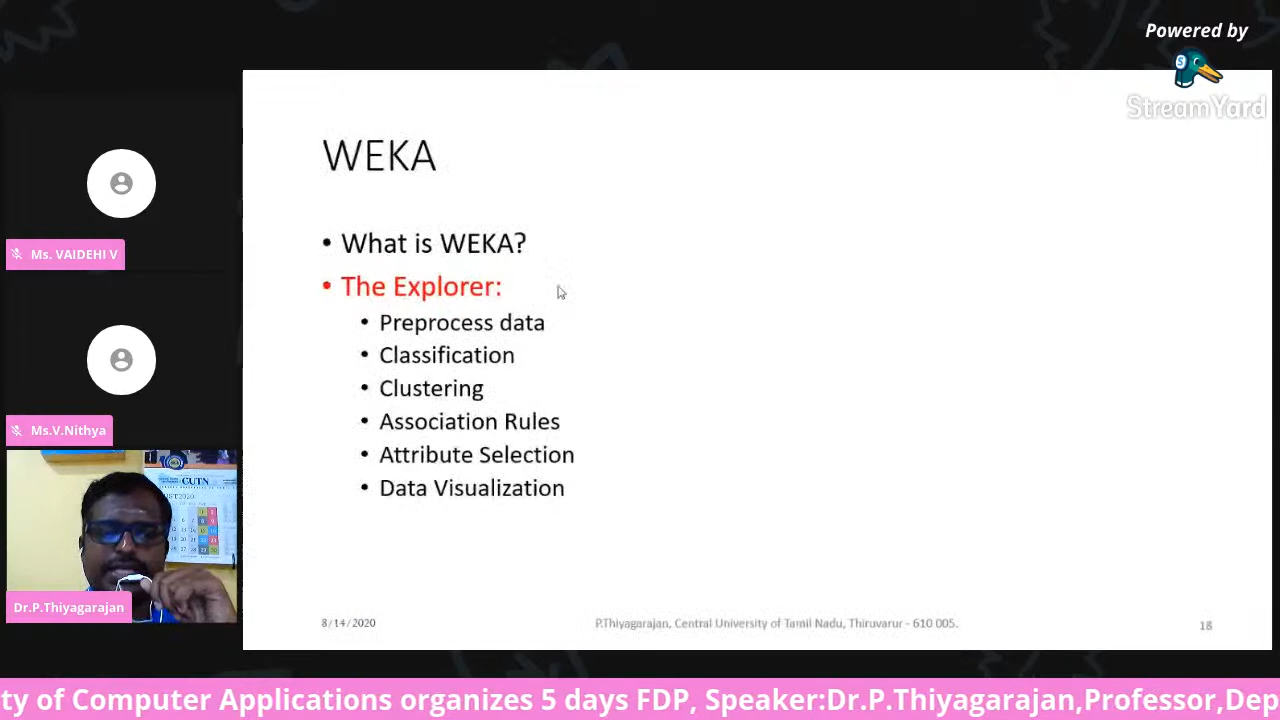 Powered by
StreamYard
WEKA
• What is WEKA?
• The Explorer:
• Preprocess data
• Classification
• Clustering
• Association Rules
• Attribute Selection
• Data Visualization
8/14/2020
P.Thiyagarajan, Central University of Tamil Nadu, Thiruvarur - 610 005.
18
Ms. VAIDEHI V
Ms.V.Nithya
CUTN
Dr.P.Thiyagarajan
ty of Computer Applications organizes 5 days FDP, Speaker:Dr.P.Thiyagarajan,Professor,Dep